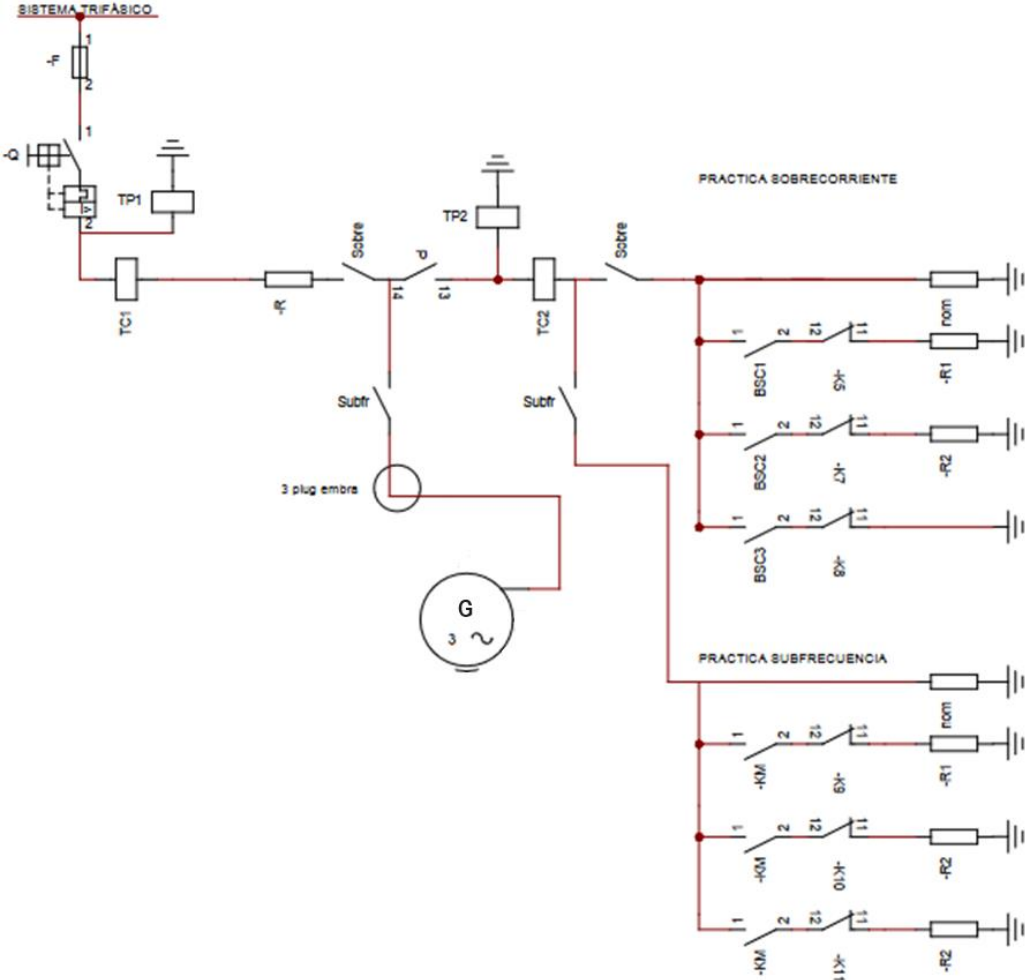 SISTEMA TRIFÀSICO
1
-F
2
1
-Q
I>
2
TP1
TC1
-R
Sobre
14
P
13
TP2
TC2
Sobre
PRACTICA SOBRECORRIENTE
nom
1
2
12
11
BSC1
-K5
-R1
1
2
12
11
BSC2
-K7
-R2
1
2
12
11
BSC3
-K8
Subfr
Subfr
3 plug embra
G
3
PRACTICA SUBFRECUENCIA
nom
1
2
12
11
-KM
-K9
-R1
1
2
12
11
-KM
-K10
-R2
1
2
12
11
-KM
-R2